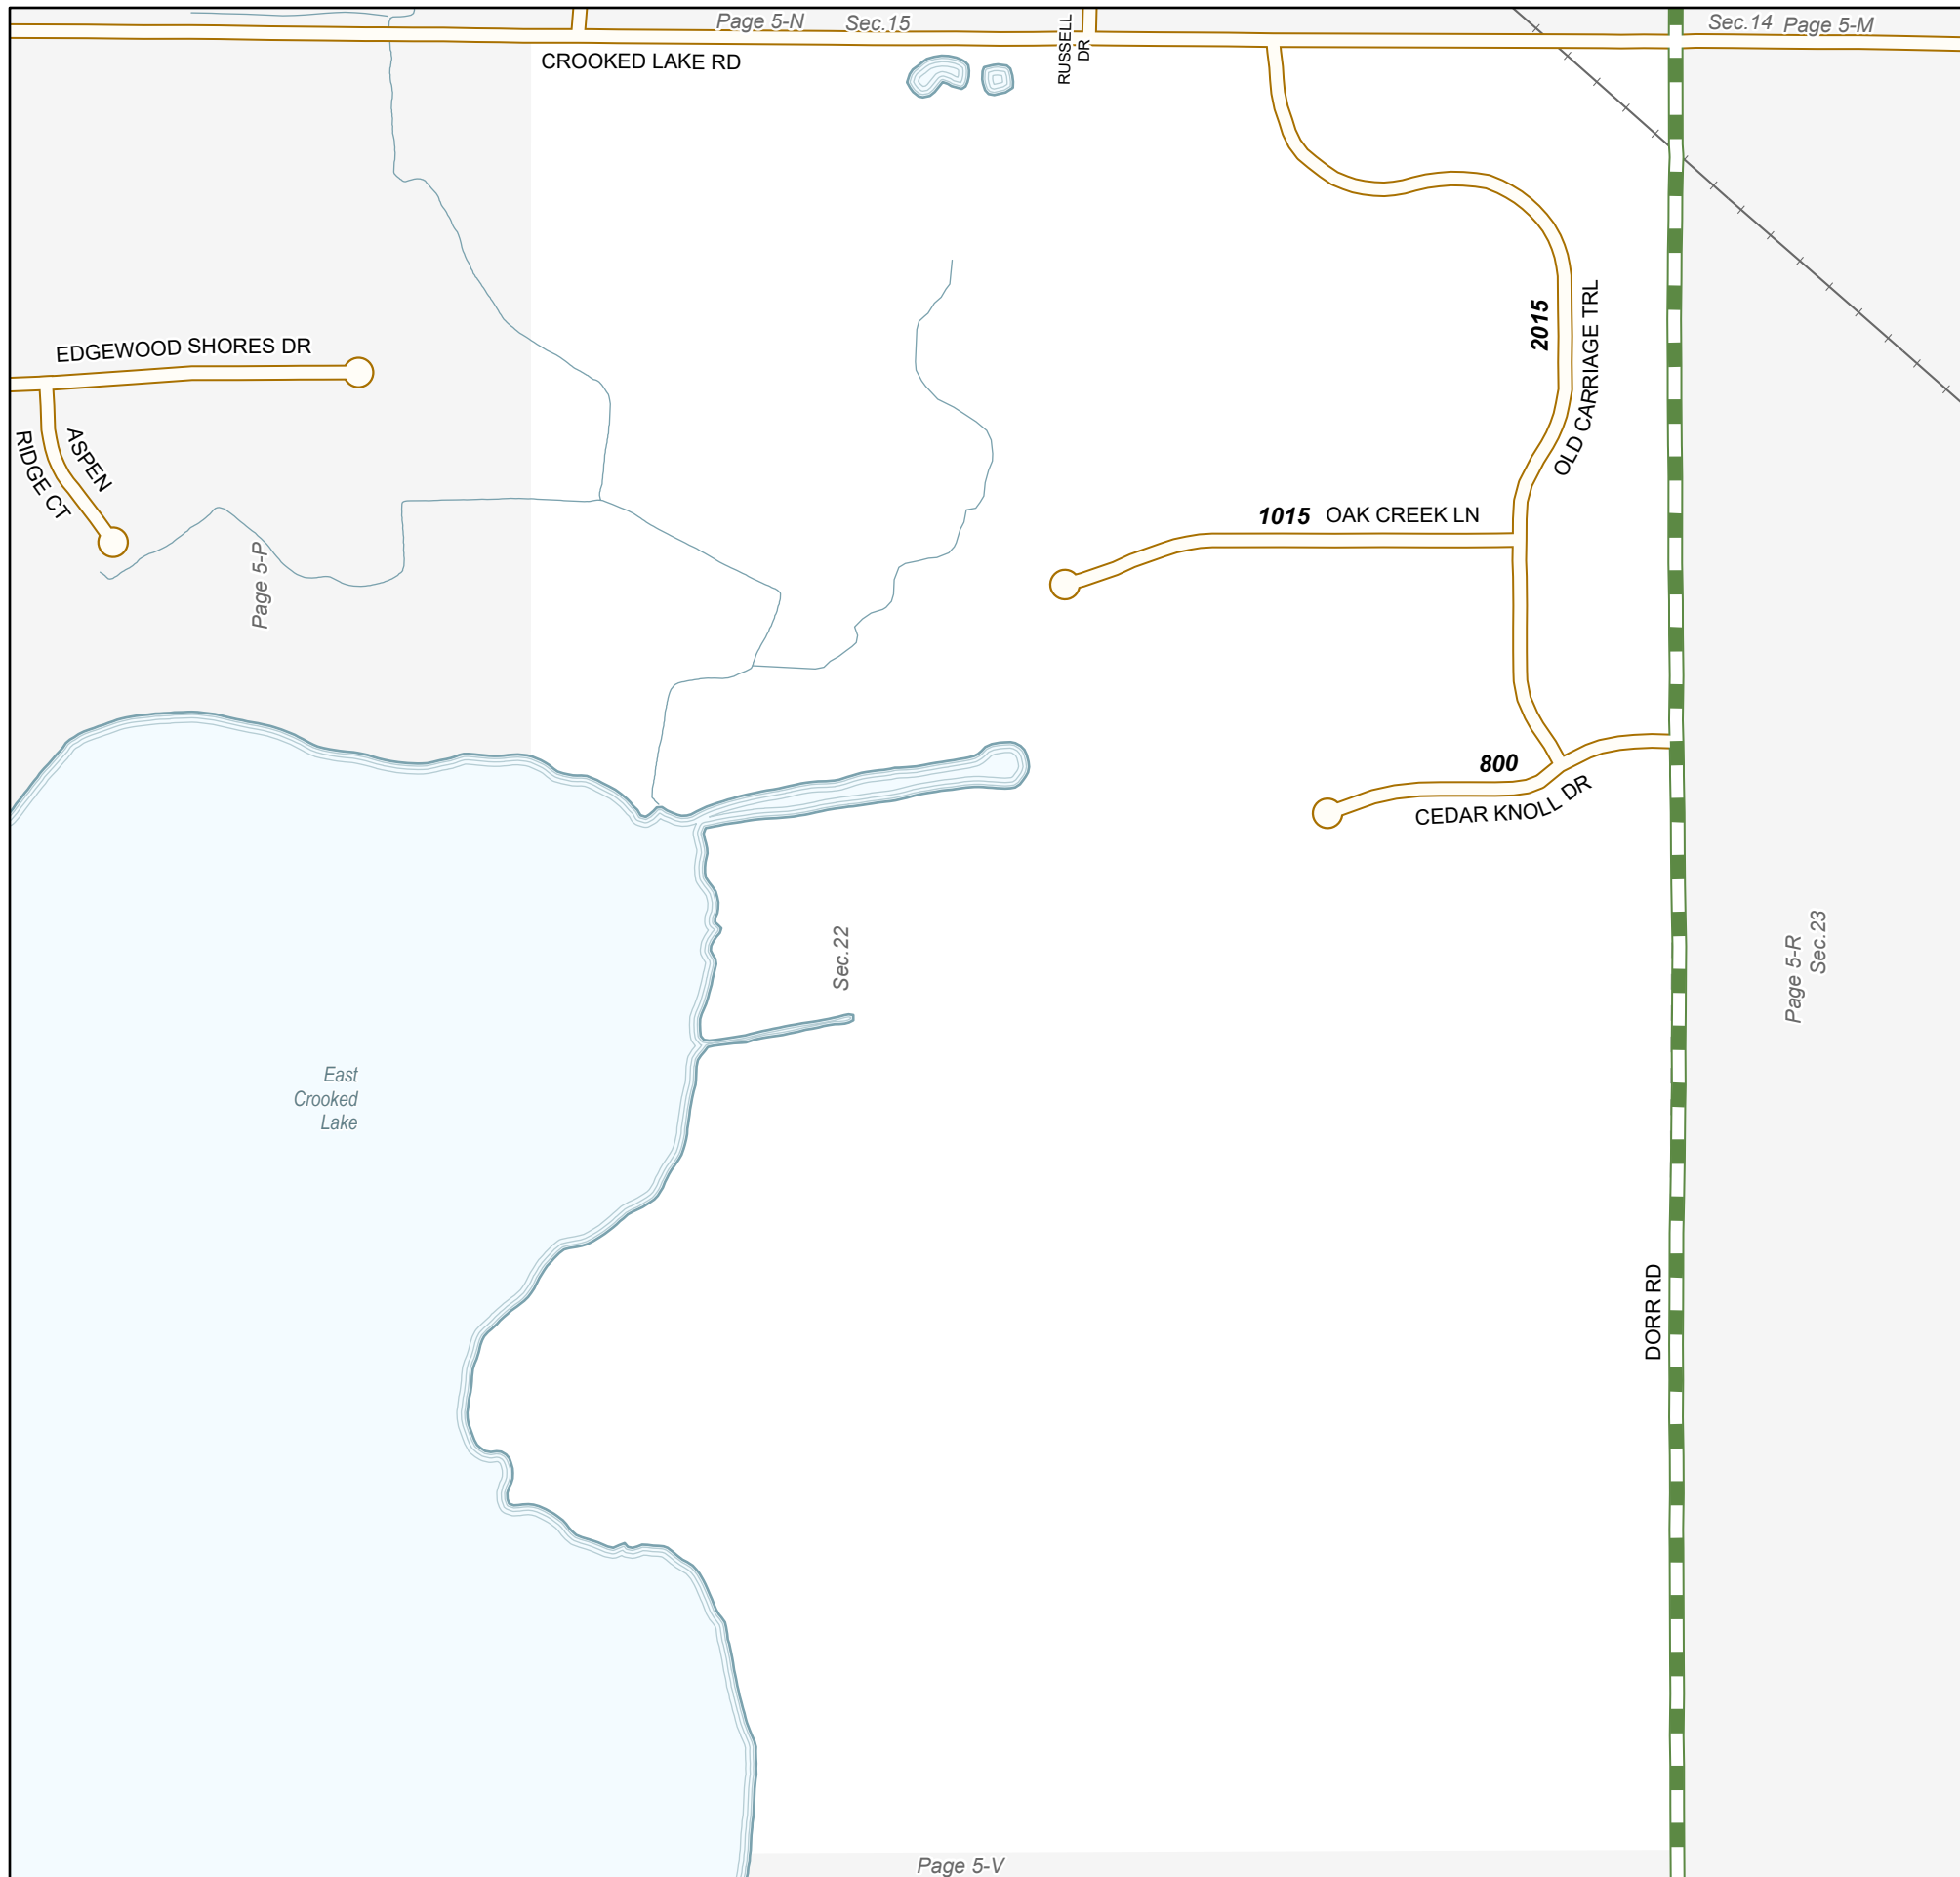 Page 5-N Sec.15
Sec.14 Page 5-M
CROOKED LAKE RD
RUSSELL
DR
EDGEWOOD SHORES DR
ASPEN
RIDGE CT
Page 5-P
2015
OLD CARRIAGE TRL
1015 OAK CREEK LN
800
CEDAR KNOLL DR
Sec.22
Page 5-R
Sec.23
East
Crooked
Lake
DORR RD
Page 5-V